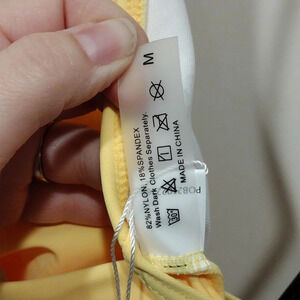 M
82%NYLON, 18%SPANDEX
Wash Dark Clothes Separately.
MADE IN CHINA